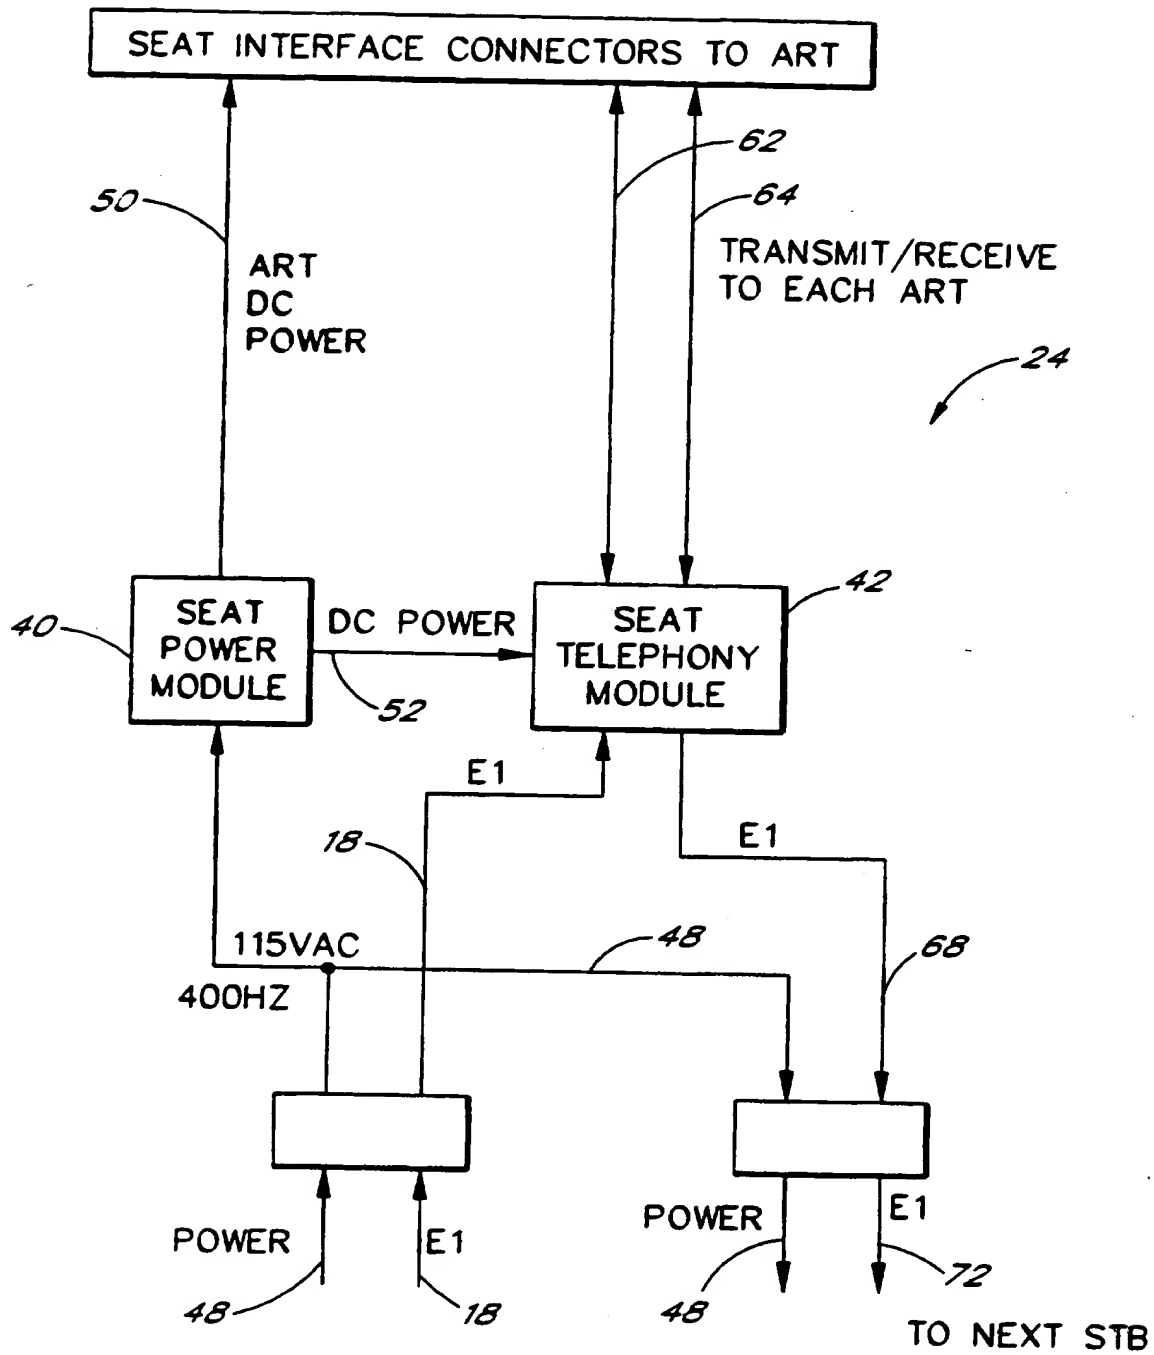 SEAT INTERFACE CONNECTORS TO ART
62
50
64
TRANSMIT/RECEIVE
TO EACH ART
ART
DC
POWER
24
42
40
SEAT
POWER
MODULE
DC POWER
SEAT
TELEPHONY
MODULE
52
E1
E1
18
115VAC
48
68
400HZ
POWER
E1
POWER
E1
48
18
48
72
TO NEXT STB